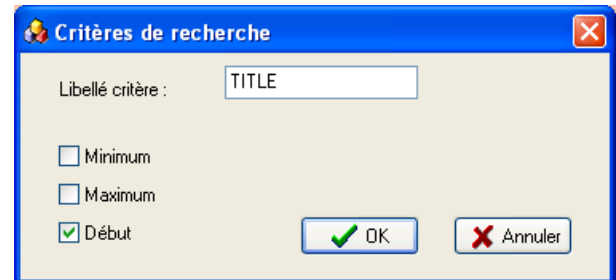 Critères de recherche
Libellé critère : TITLE
Minimum
Maximum
Début
OK Annuler